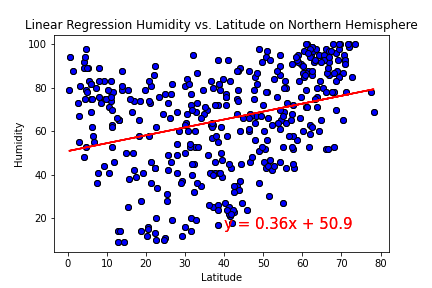 Linear Regression Humidity vs. Latitude on Northern Hemisphere
100
80
60
40
20
Humidity
y = 0.36x + 50.9
0 10 20 30 40 50 60 70 80
Latitude